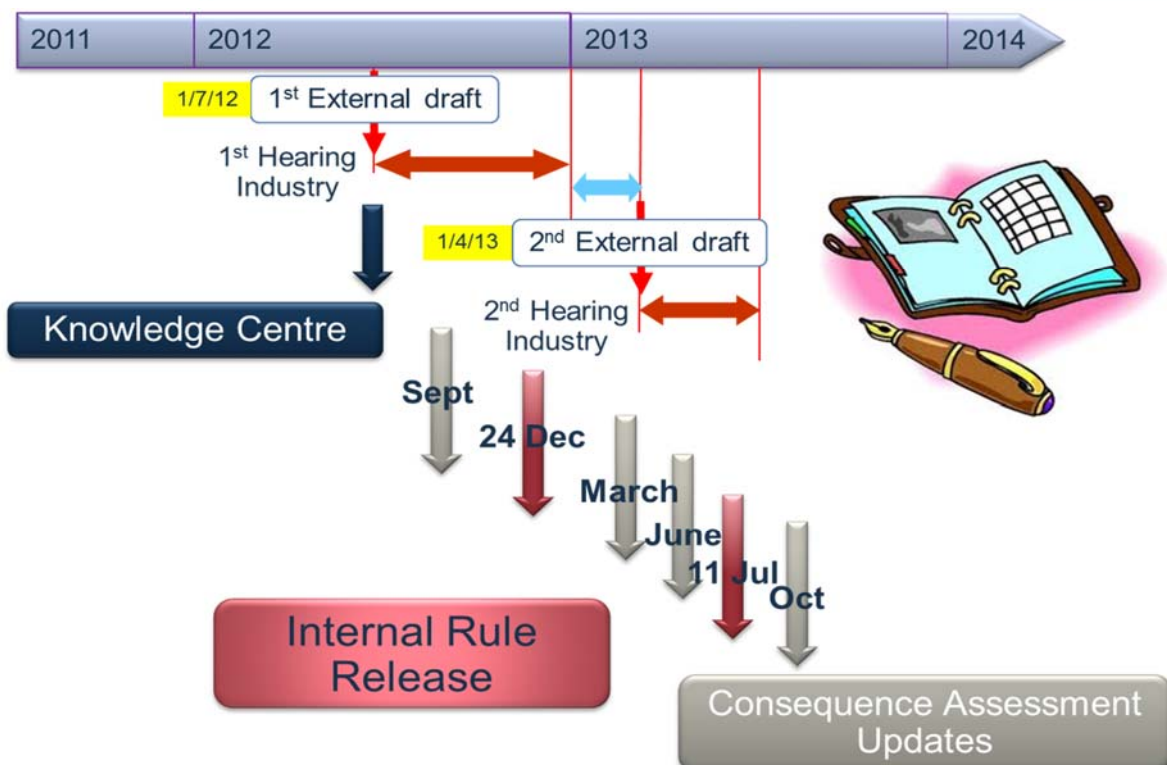 2011 2012 2013 2014
1/7/12 1st External draft
1st Hearing
Industry
1/4/13 2nd External draft
Knowledge Centre
2nd Hearing
Industry
Sept
24 Dec
March
June
11 Jul
Oct
Internal Rule
Release
Consequence Assessment
Updates